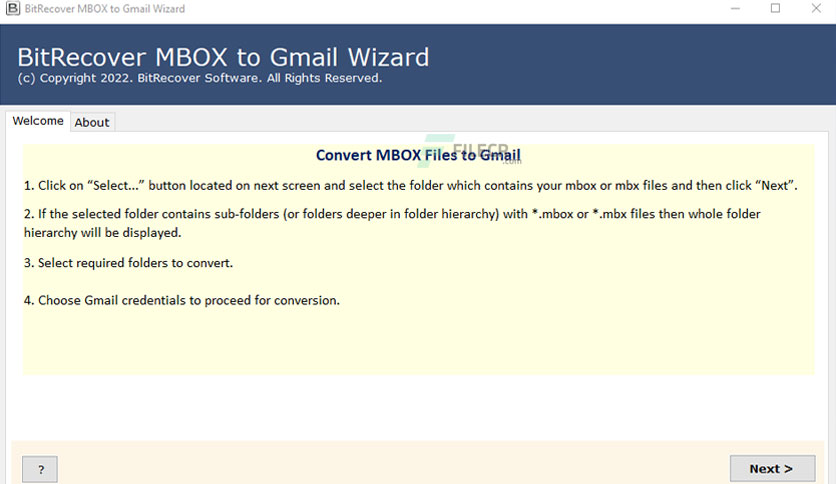 BitRecover MBOX to Gmail Wizard
BitRecover MBOX to Gmail Wizard
(c) Copyright 2022. BitRecover Software. All Rights Reserved.
Welcome
About
FILECR
.com
Convert MBOX Files to Gmail
1. Click on “Select...” button located on next screen and select the folder which contains your mbox or mbx files and then click “Next”.
2. If the selected folder contains sub-folders (or folders deeper in folder hierarchy) with *.mbox or *.mbx files then whole folder
hierarchy will be displayed.
3. Select required folders to convert.
4. Choose Gmail credentials to proceed for conversion.
?
Next >